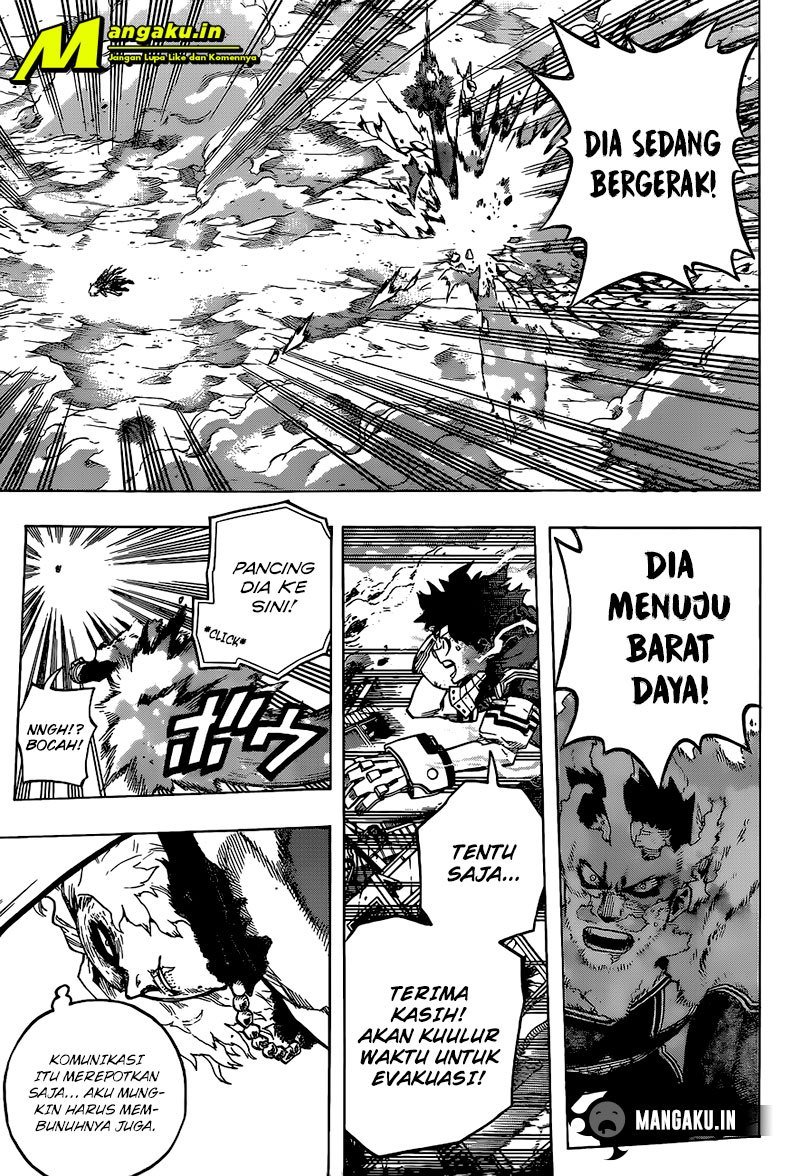 Mangaku.in
Jangan Lupa Like dan Komennya
DIA SEDANG
BERGERAK!
DIA
MENUJU
BARAT
DAYA!
TENTU
SAJA...
TERIMA
KASIH!
AKAN KUULUR
WAKTU UNTUK
EVAKUASI!
PANCING
DIA KE
SINI!
*CLICK*
ボウ
NNGH!?
BOCAH!
KOMUNIKASI
ITU MEREPOTKAN
SAJA... AKU MUNG-
KIN HARUS MEM-
BUNUHNYA JUGA.
MANGAKU.IN